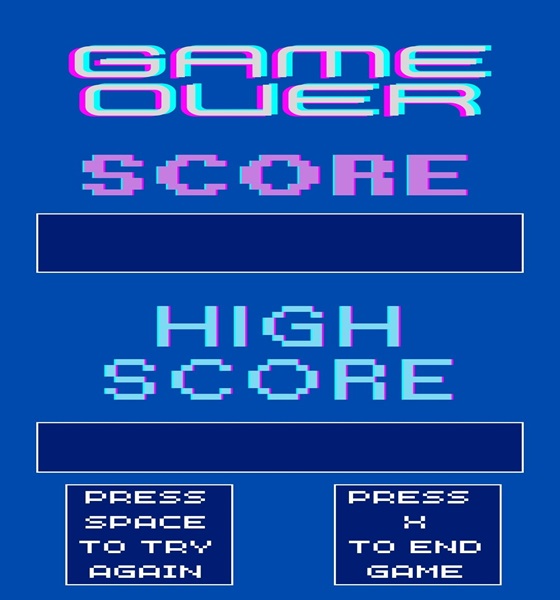 GAME
OVER
SCORE
HIGH
SCORE
PRESS
SPACE
TO TRY
AGAIN
PRESS
X
TO END
GAME